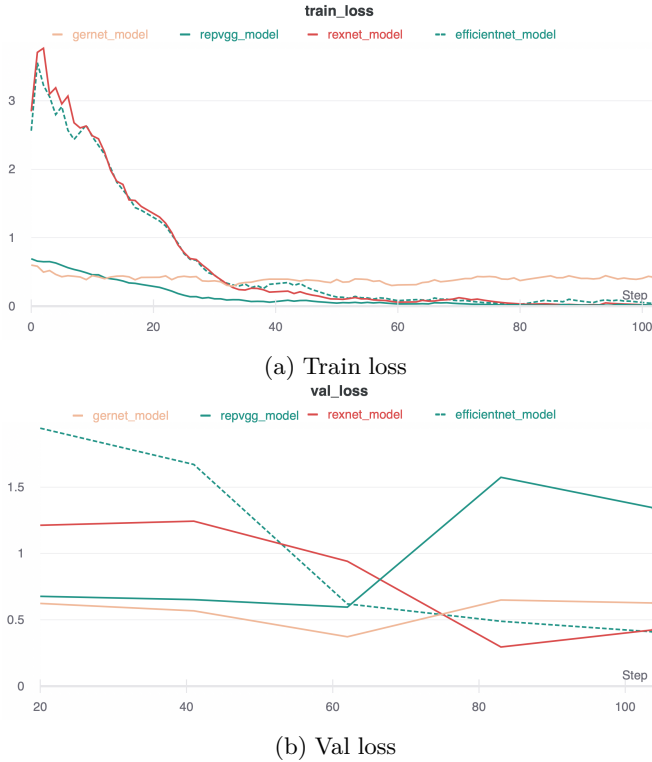 train_loss
gernet_model repvgg_model rexnet_model efficientnet_model
3
2
1
0
Step
0 20 40 60 80 100
(a) Train loss
val_loss
gernet_model repvgg_model rexnet_model efficientnet_model
1.5
1
0.5
0
Step
20 40 60 80 100
(b) Val loss